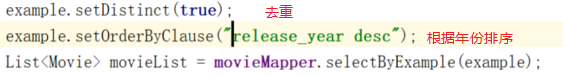 example.setDistinct(true); 去重
example.setOrderByClause("release_year desc"); 根据年份排序
List<Movie> movieList = movieMapper.selectByExample(example);